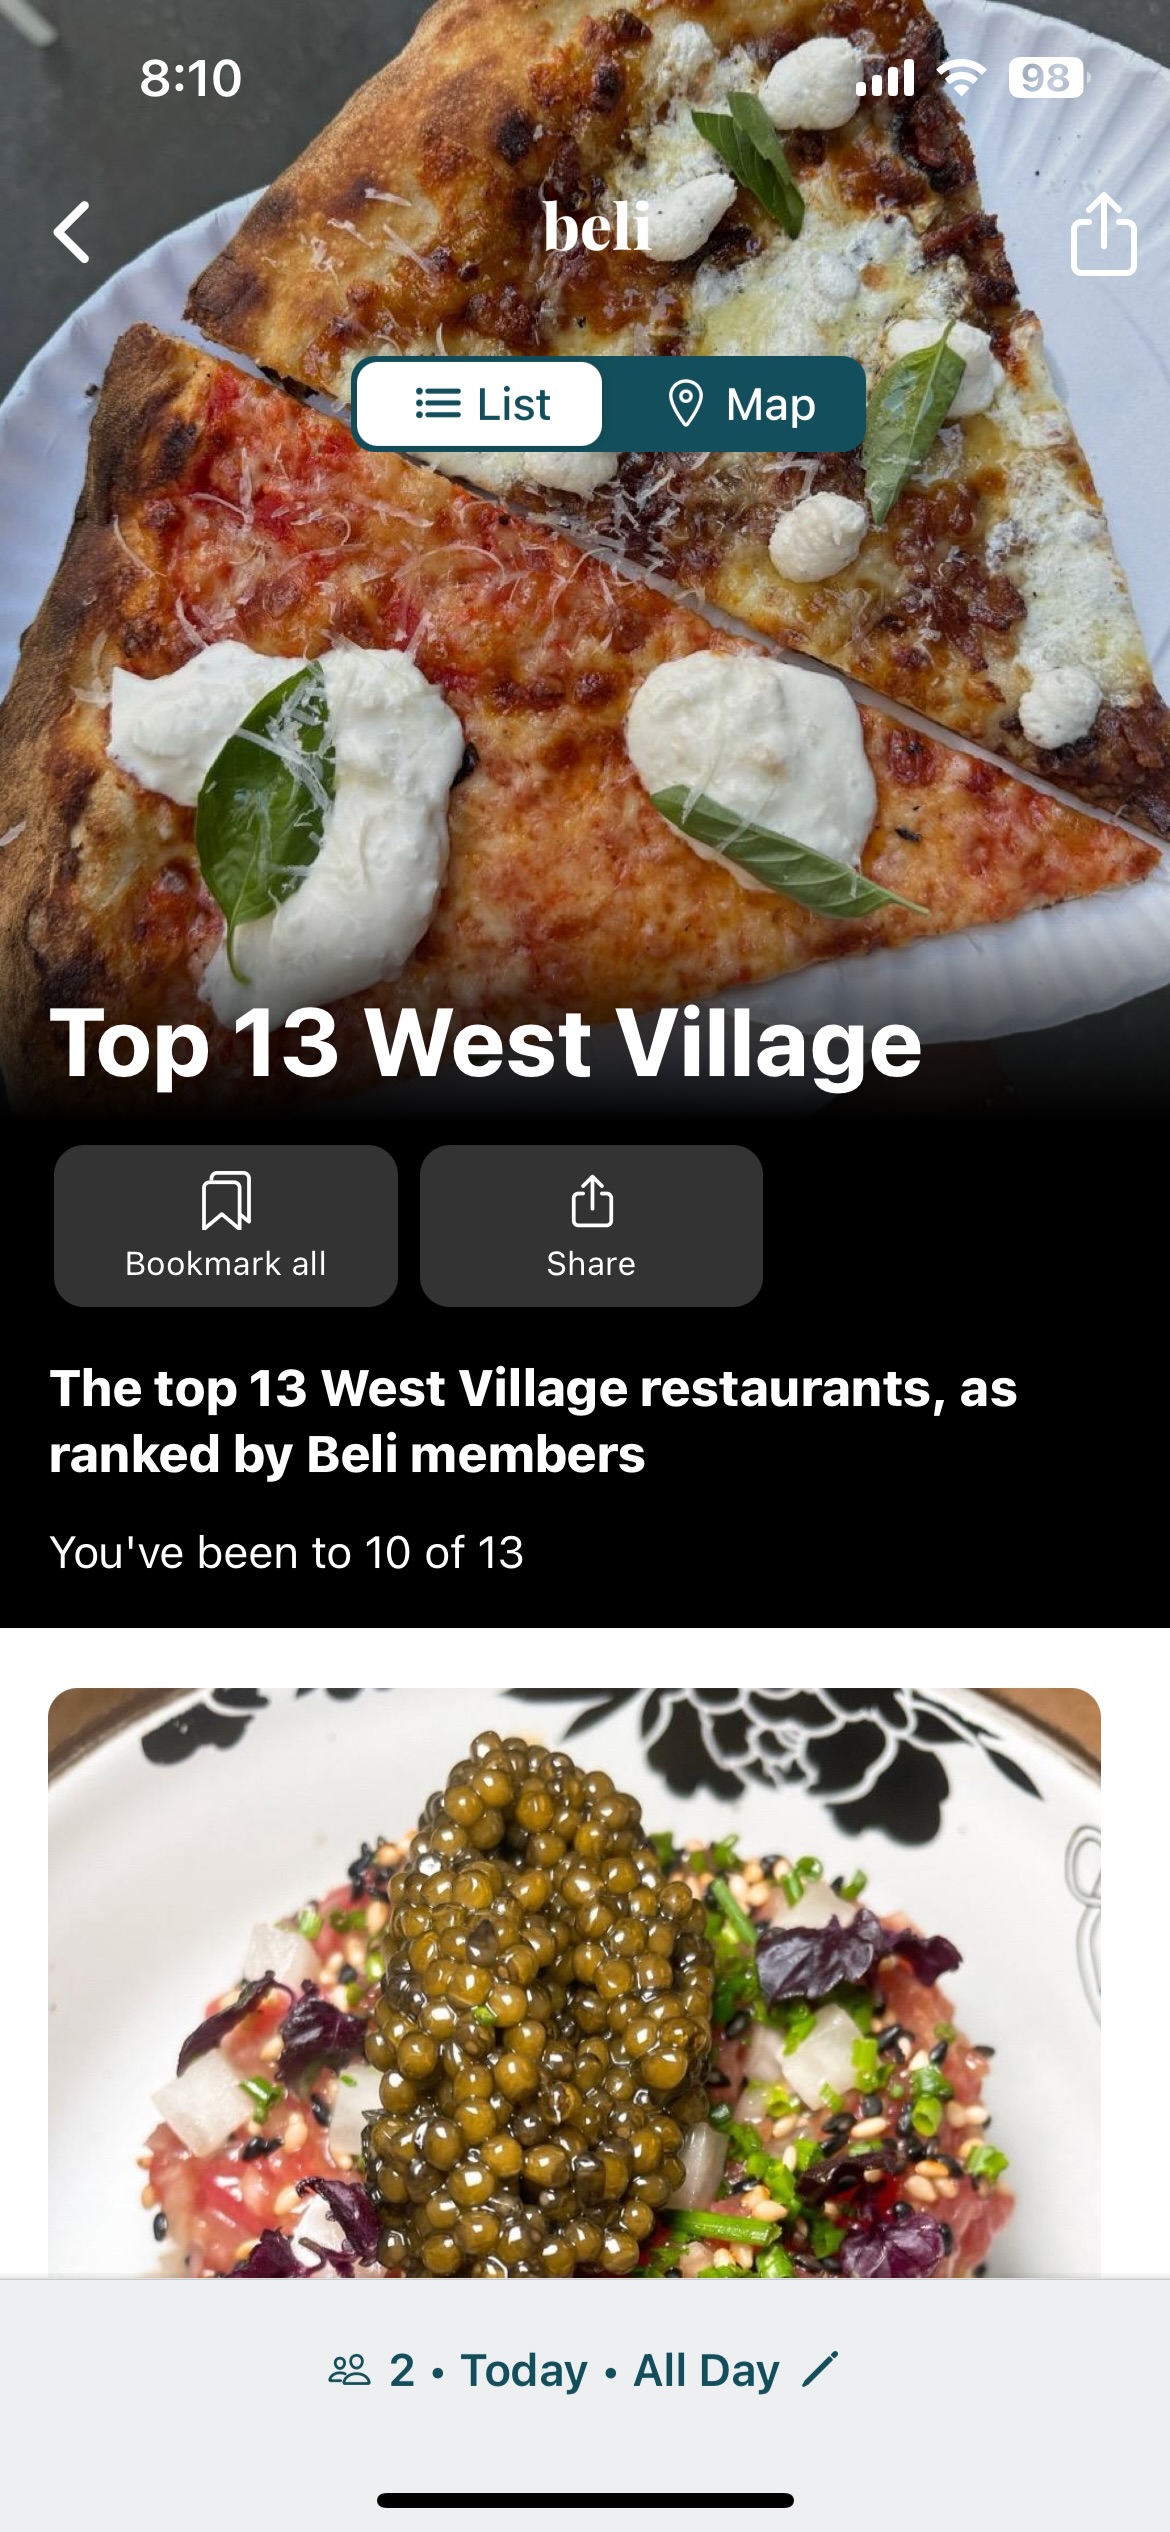 8:10
98
beli
List
Map
Top 13 West Village
Bookmark all
Share
The top 13 West Village restaurants, as
ranked by Beli members
You've been to 10 of 13
2 • Today • All Day